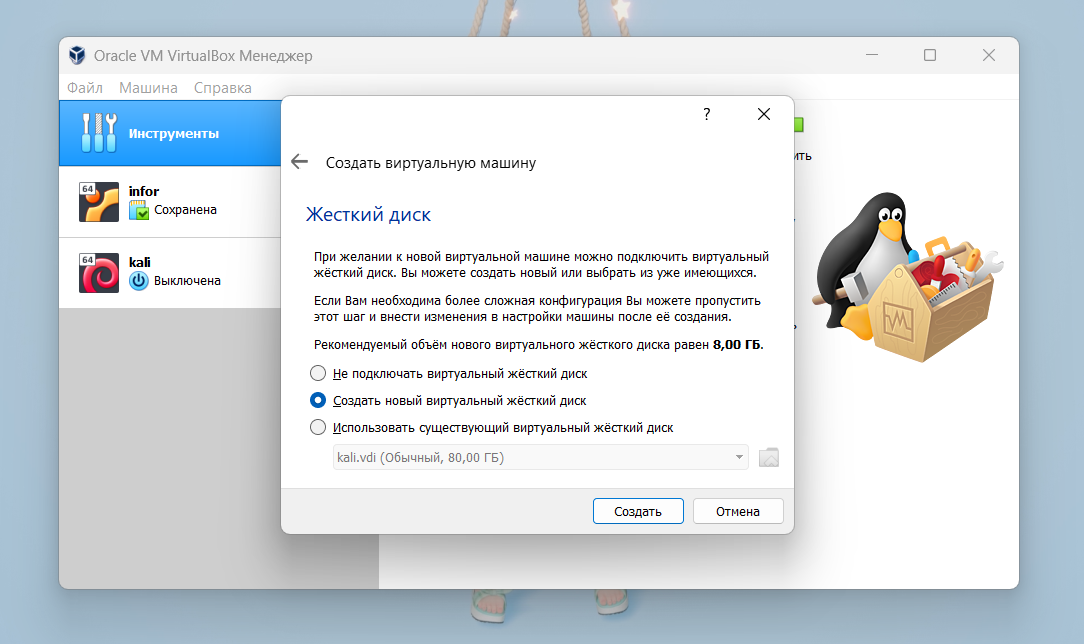 Oracle VM VirtualBox Менеджер
Файл Машина Справка
Инструменты
64
infor
Сохранена
64
kali
Выключена
?
Создать виртуальную машину
Жесткий диск
При желании к новой виртуальной машине можно подключить виртуальный
жёсткий диск. Вы можете создать новый или выбрать из уже имеющихся.
Если Вам необходима более сложная конфигурация Вы можете пропустить
этот шаг и внести изменения в настройки машины после её создания.
Рекомендуемый объём нового виртуального жёсткого диска равен 8,00 ГБ.
Не подключать виртуальный жёсткий диск
Создать новый виртуальный жёсткий диск
Использовать существующий виртуальный жёсткий диск
kali.vdi (Обычный, 80,00 ГБ)
Создать Отмена
ить